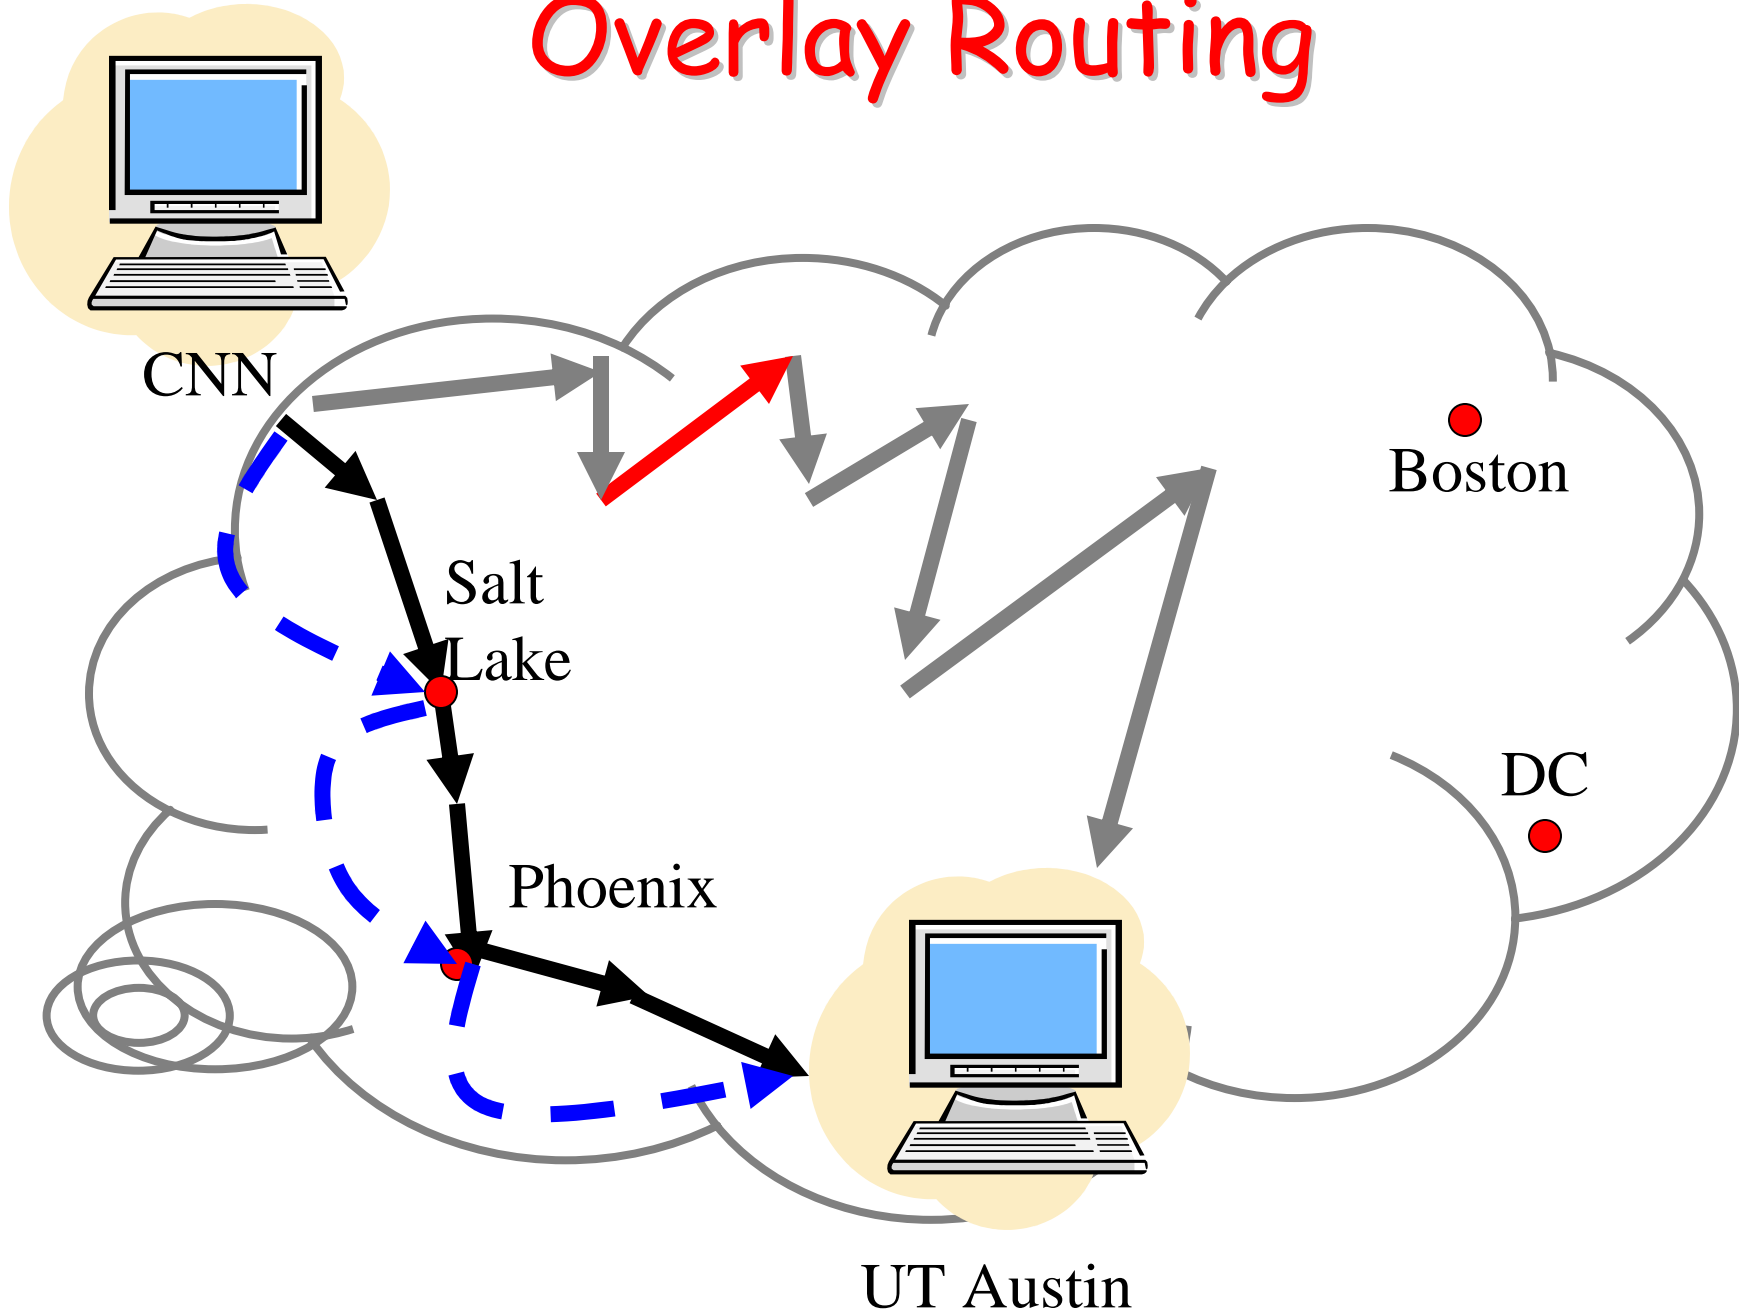 Overlay Routing
CNN
Boston
Salt
Lake
DC
Phoenix
UT Austin